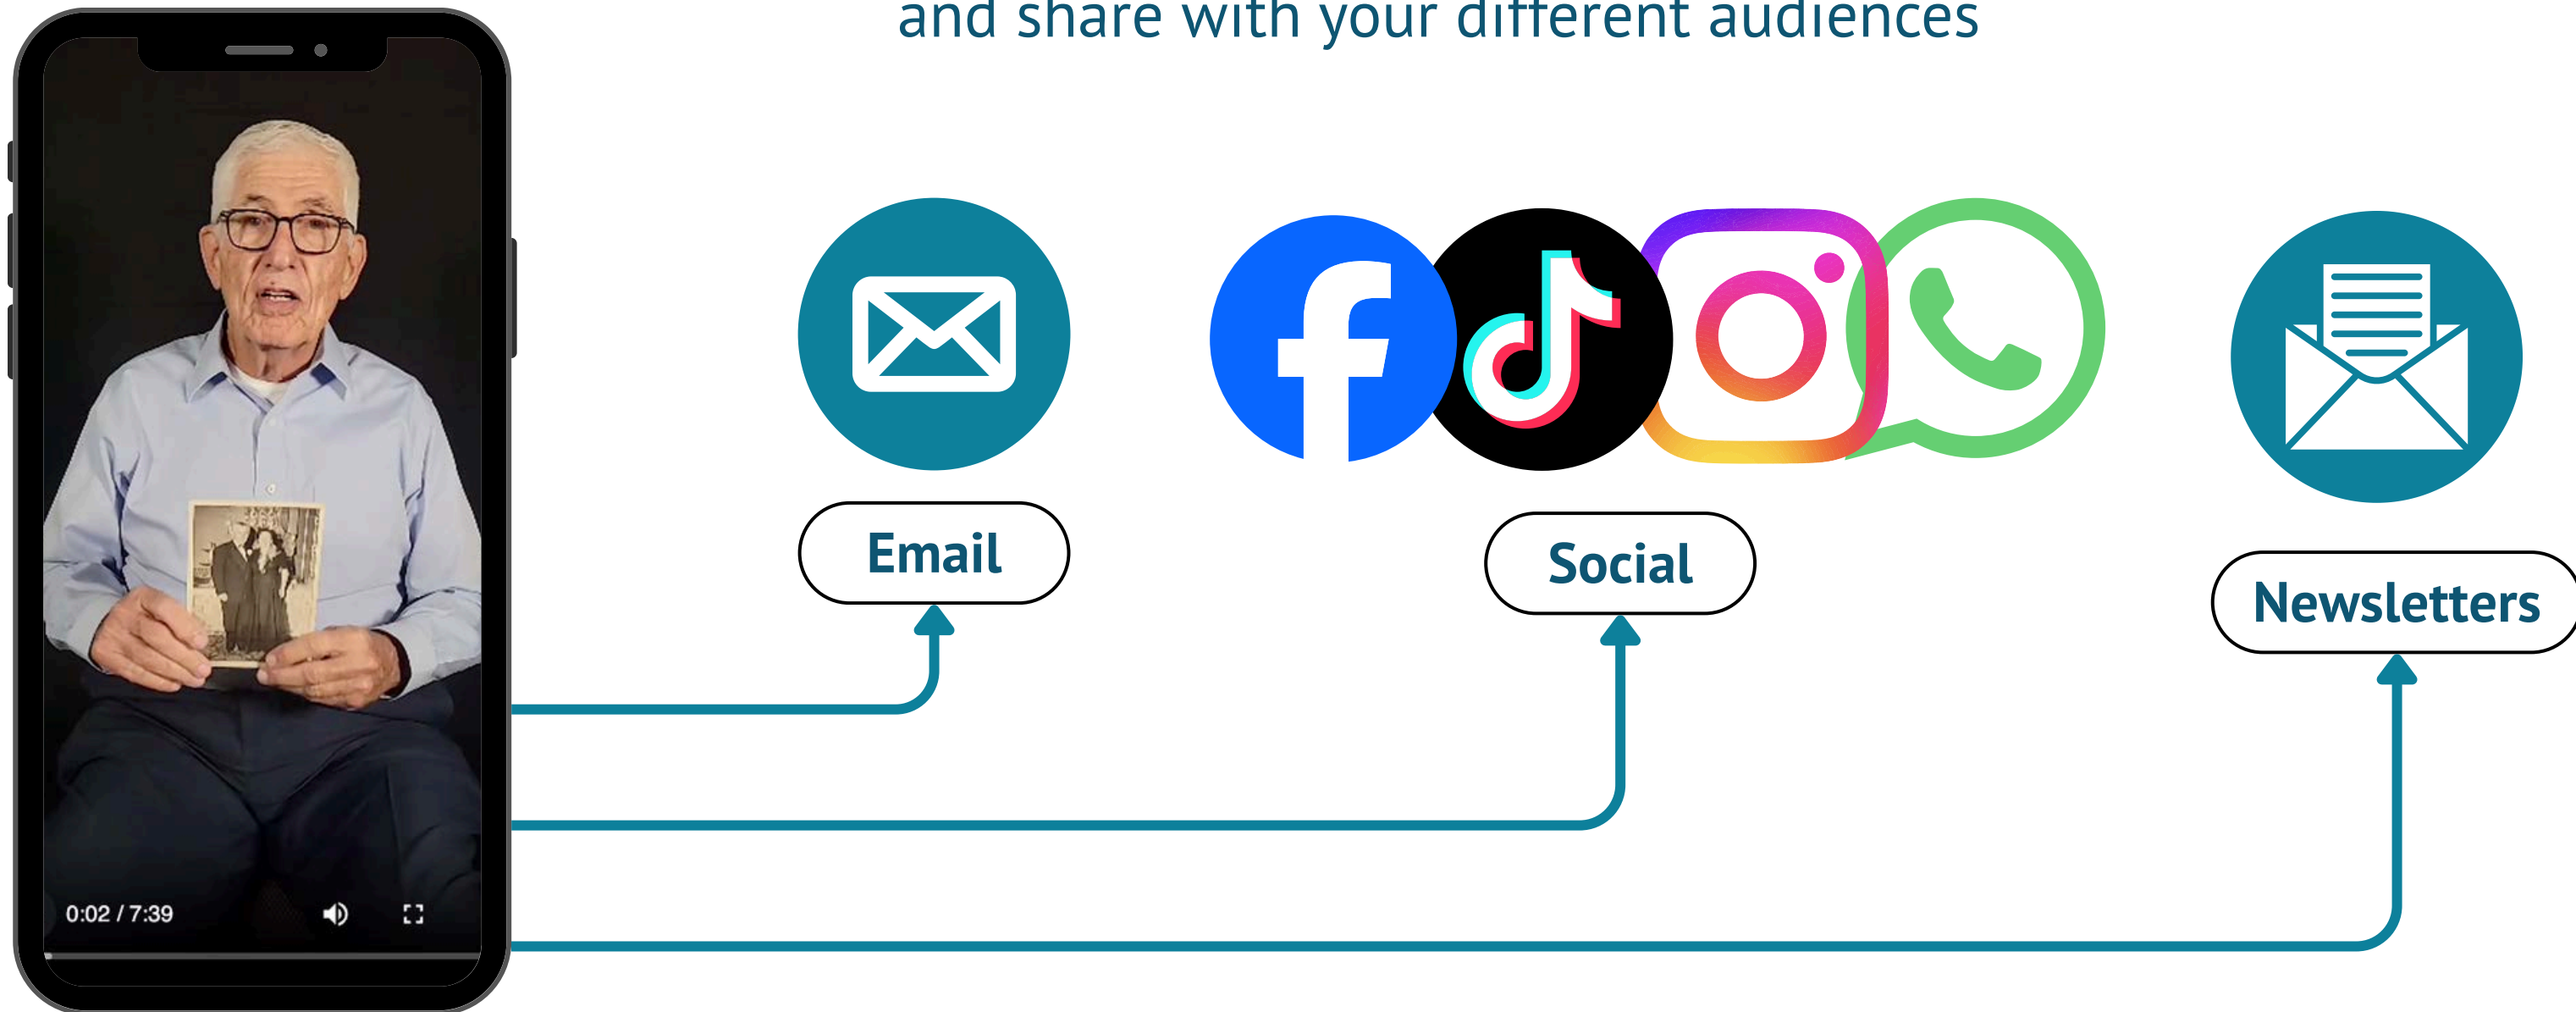 and share with your different audiences
Email
Social
Newsletters
0:02 / 7:39